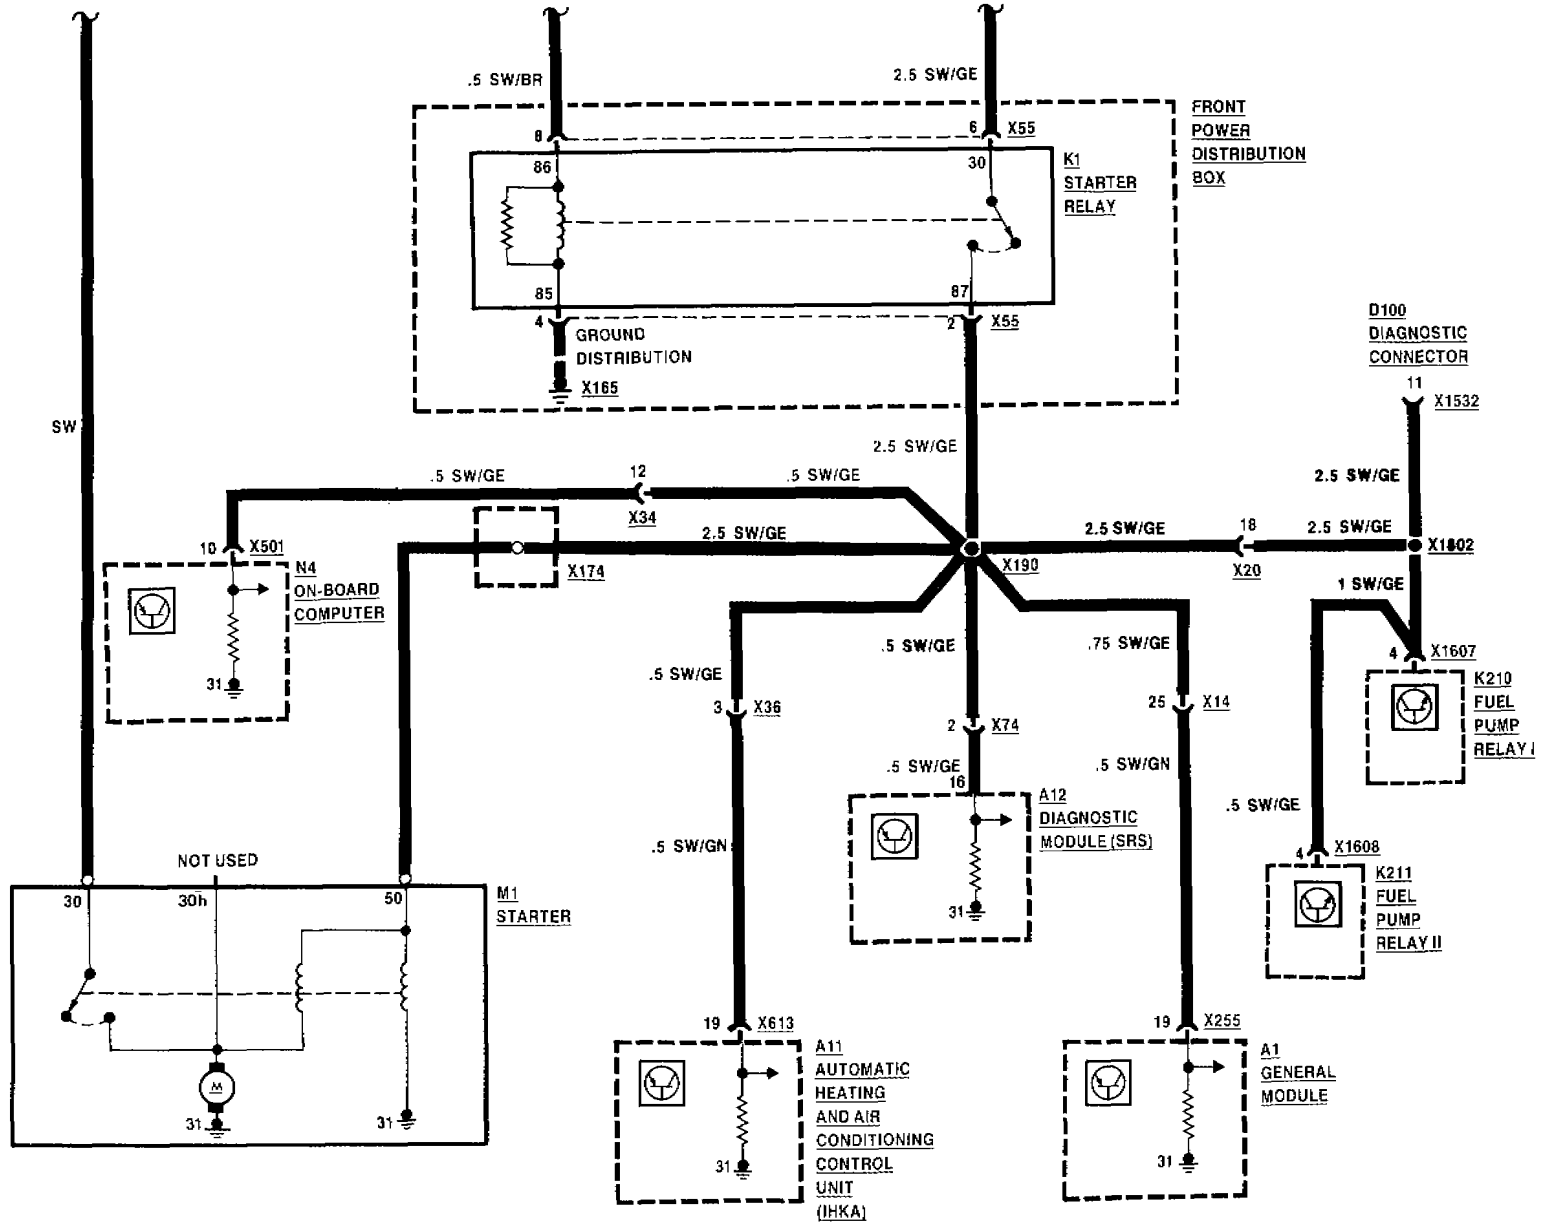 .5 SW/BR
2.5 SW/GE
FRONT
POWER
DISTRIBUTION
BOX
8
6
X55
86
30
K1
STARTER
RELAY
85
87
4
2
X55
GROUND
DISTRIBUTION
X165
D100
DIAGNOSTIC
CONNECTOR
11
X1532
SW
2.5 SW/GE
.5 SW/GE
12
.5 SW/GE
2.5 SW/GE
X34
2.5 SW/GE
2.5 SW/GE
18
2.5 SW/GE
10
X501
X174
X190
X20
X1802
N4
ON-BOARD
COMPUTER
31
1 SW/GE
.5 SW/GE
.75 SW/GE
4
X1607
.5 SW/GE
K210
FUEL
PUMP
RELAY I
3
X36
2
X74
25
X14
.5 SW/GE
16
.5 SW/GN
A12
DIAGNOSTIC
MODULE (SRS)
31
.5 SW/GE
4
X1608
K211
FUEL
PUMP
RELAY II
.5 SW/GN
NOT USED
30
30h
50
M1
STARTER
M
31
31
19
X613
A11
AUTOMATIC
HEATING
AND AIR
CONDITIONING
CONTROL
UNIT
(IHKA)
31
19
X255
A1
GENERAL
MODULE
31